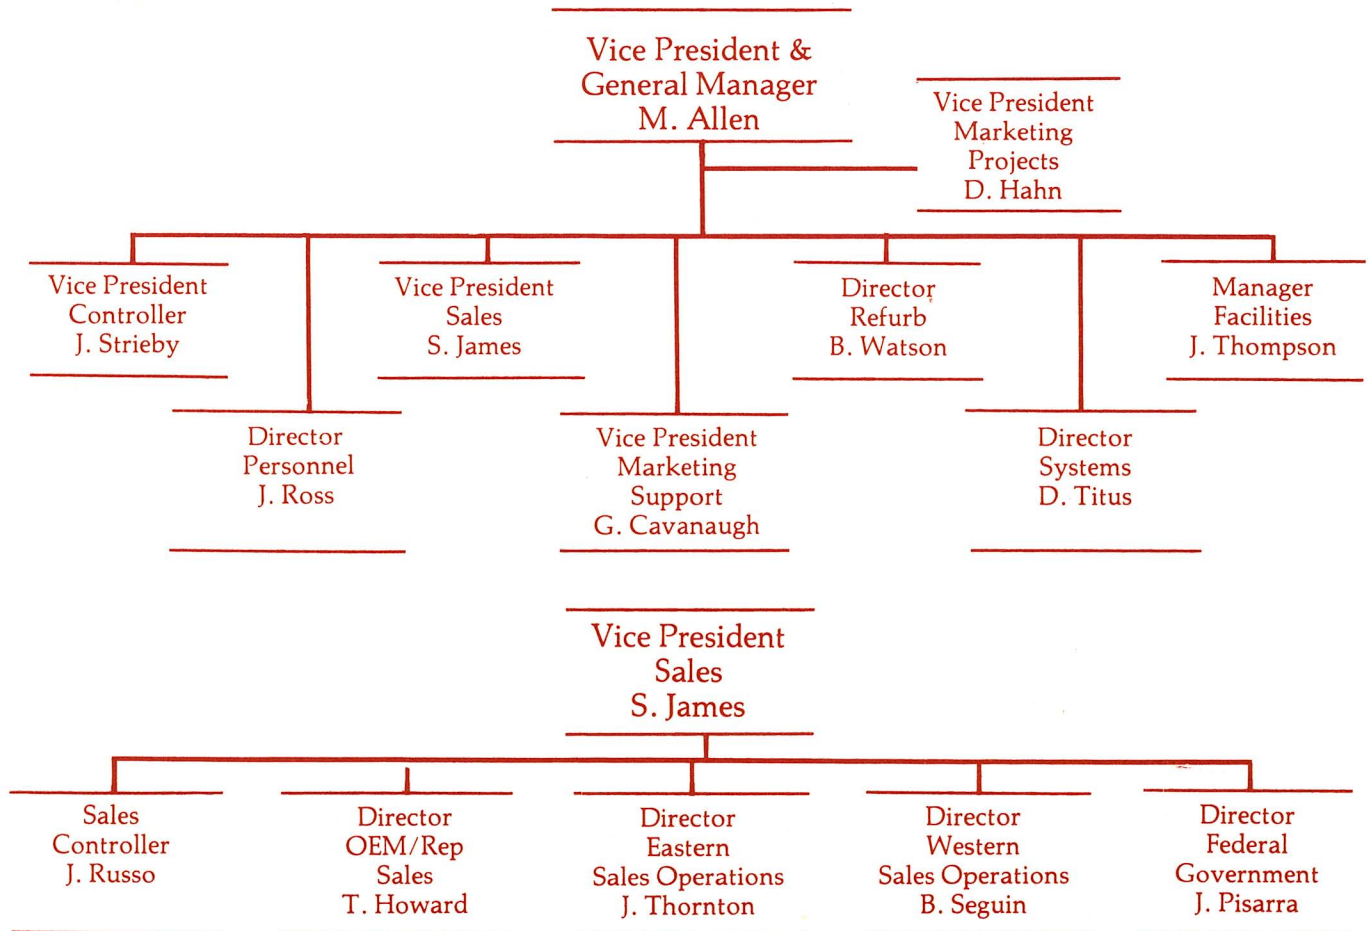 Vice President &
General Manager
M. Allen
Vice President
Marketing
Projects
D. Hahn
Vice President
Controller
J. Strieby
Vice President
Sales
S. James
Director
Refurb
B. Watson
Manager
Facilities
J. Thompson
Director
Personnel
J. Ross
Vice President
Marketing
Support
G. Cavanaugh
Director
Systems
D. Titus
Vice President
Sales
S. James
Sales
Controller
J. Russo
Director
OEM/Rep
Sales
T. Howard
Director
Eastern
Sales Operations
J. Thornton
Director
Western
Sales Operations
B. Seguin
Director
Federal
Government
J. Pisarra